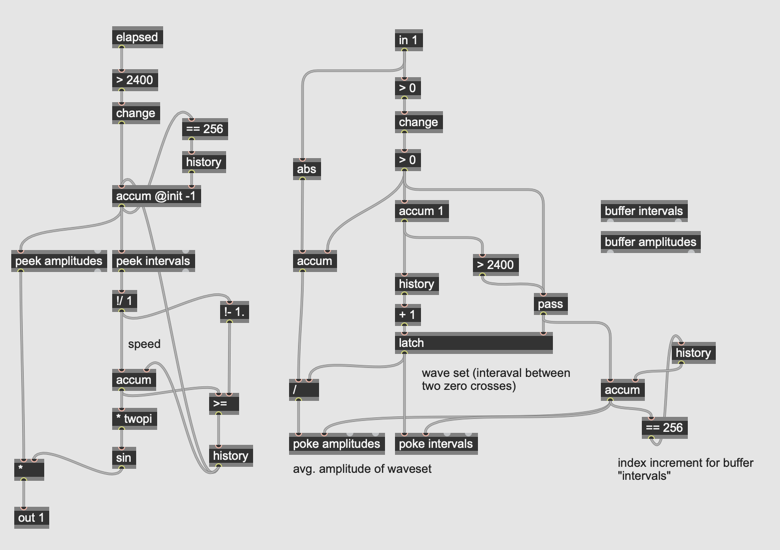 elapsed
> 2400
change
== 256
history
accum @init -1
peek amplitudes
peek intervals
!/ 1
!- 1.
speed
accum
>=
* twopi
sin
history
*
out 1
in 1
> 0
change
> 0
abs
accum 1
accum
> 2400
history
pass
+ 1
latch
wave set (interaval between
two zero crosses)
/
poke amplitudes
poke intervals
avg. amplitude of waveset
buffer intervals
buffer amplitudes
history
accum
== 256
index increment for buffer
"intervals"